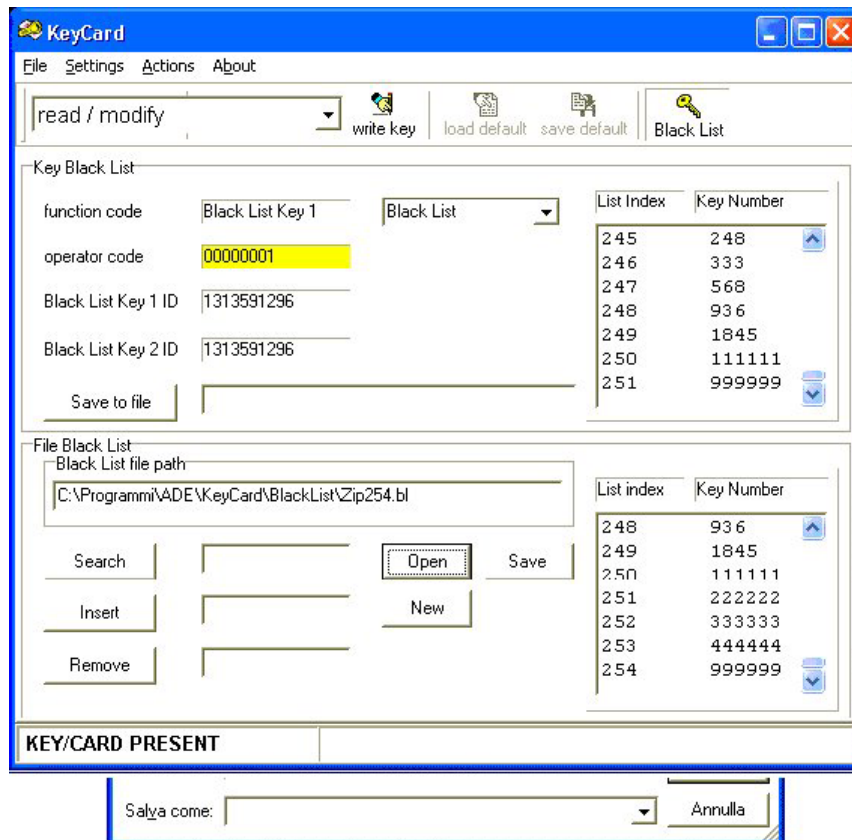 KeyCard
File Settings Actions About
read / modify
write key load default save default Black List
Key Black List
function code Black List Key 1 Black List
operator code 00000001
Black List Key 1 ID 1313591296
Black List Key 2 ID 1313591296
Save to file
List Index Key Number
245 248
246 333
247 568
248 936
249 1845
250 111111
251 999999
File Black List
Black List file path
C:\Programmi\ADE\KeyCard\BlackList\Zip254.bl
Search Open Save
Insert New
Remove
List index Key Number
248 936
249 1845
250 111111
251 222222
252 333333
253 444444
254 999999
KEY/CARD PRESENT
Salva come: Annulla